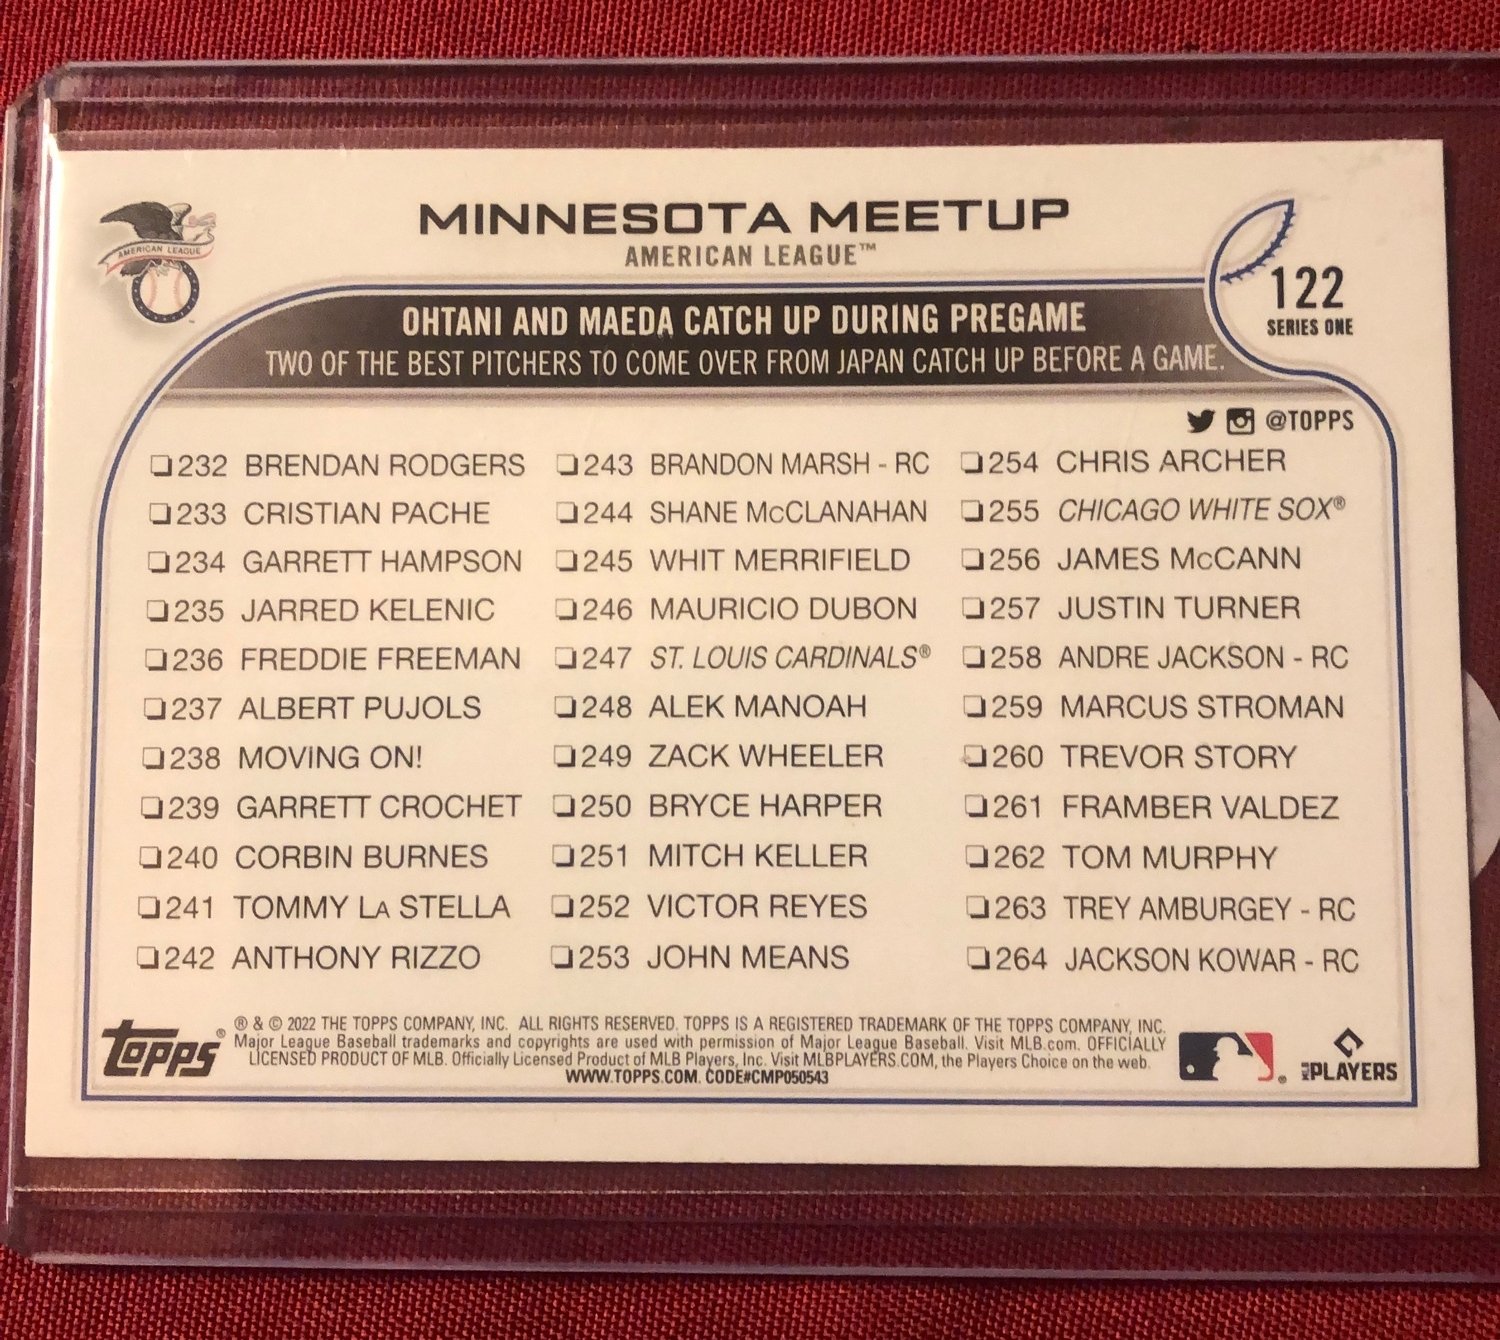 MINNESOTA MEETUP
AMERICAN LEAGUE™
AMERICAN LEAGUE
122
SERIES ONE
OHTANI AND MAEDA CATCH UP DURING PREGAME
TWO OF THE BEST PITCHERS TO COME OVER FROM JAPAN CATCH UP BEFORE A GAME.
@TOPPS
❏232 BRENDAN RODGERS
❏233 CRISTIAN PACHE
❏234 GARRETT HAMPSON
❏235 JARRED KELENIC
❏236 FREDDIE FREEMAN
❏237 ALBERT PUJOLS
❏238 MOVING ON!
❏239 GARRETT CROCHET
❏240 CORBIN BURNES
❏241 TOMMY LA STELLA
❏242 ANTHONY RIZZO
❏243 BRANDON MARSH - RC
❏244 SHANE McCLANAHAN
❏245 WHIT MERRIFIELD
❏246 MAURICIO DUBON
❏247 ST. LOUIS CARDINALS®
❏248 ALEK MANOAH
❏249 ZACK WHEELER
❏250 BRYCE HARPER
❏251 MITCH KELLER
❏252 VICTOR REYES
❏253 JOHN MEANS
❏254 CHRIS ARCHER
❏255 CHICAGO WHITE SOX®
❏256 JAMES McCANN
❏257 JUSTIN TURNER
❏258 ANDRE JACKSON - RC
❏259 MARCUS STROMAN
❏260 TREVOR STORY
❏261 FRAMBER VALDEZ
❏262 TOM MURPHY
❏263 TREY AMBURGEY - RC
❏264 JACKSON KOWAR - RC
topps®
® & © 2022 THE TOPPS COMPANY, INC. ALL RIGHTS RESERVED. TOPPS IS A REGISTERED TRADEMARK OF THE TOPPS COMPANY, INC.
Major League Baseball trademarks and copyrights are used with permission of Major League Baseball. Visit MLB.com. OFFICIALLY
LICENSED PRODUCT OF MLB. Officially Licensed Product of MLB Players, Inc. Visit MLBPLAYERS.COM, the Players Choice on the web.
WWW.TOPPS.COM. CODE#CMP050543
MLB PLAYERS